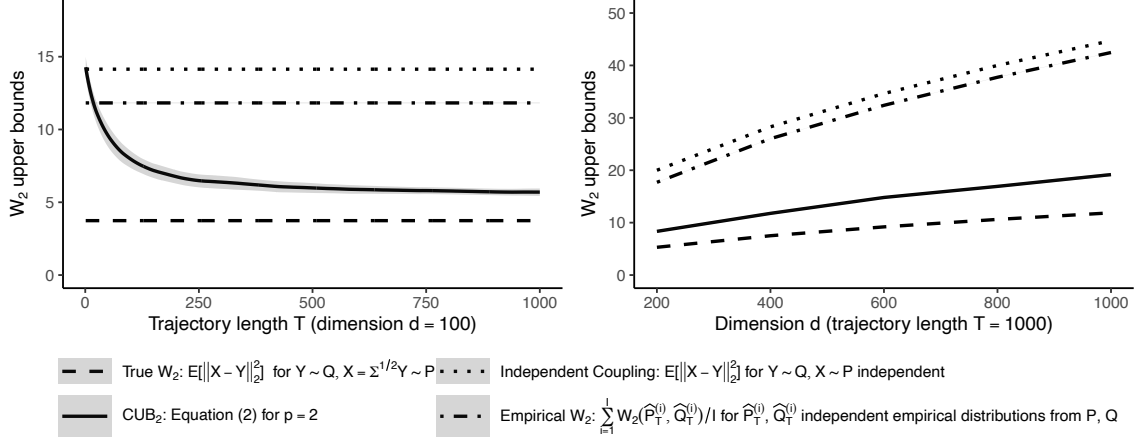 W₂ upper bounds
15
10
5
0
0 250 500 750 1000
Trajectory length T (dimension d = 100)
W₂ upper bounds
50
40
30
20
10
0
200 400 600 800 1000
Dimension d (trajectory length T = 1000)
True W₂: E[||X − Y||₂²] for Y ~ Q, X = Σ^{1/2}Y ~ P
Independent Coupling: E[||X − Y||₂²] for Y ~ Q, X ~ P independent
CUB₂: Equation (2) for p = 2
Empirical W₂: ∑_{i=1}^{I} W₂(P̂_T^{(i)}, Q̂_T^{(i)})/I for P̂_T^{(i)}, Q̂_T^{(i)} independent empirical distributions from P, Q